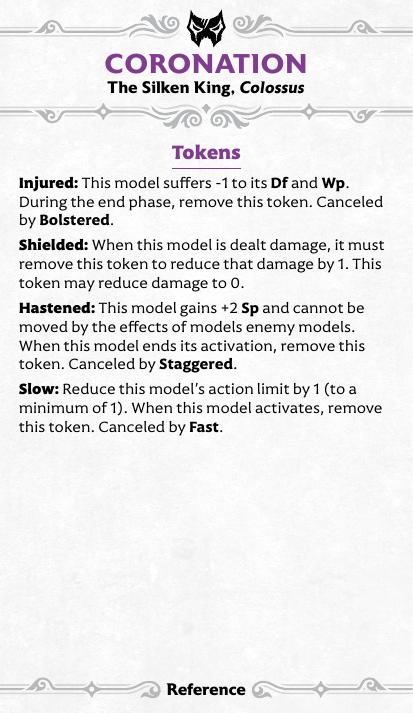 CORONATION
The Silken King, Colossus
Tokens
Injured: This model suffers -1 to its Df and Wp.
During the end phase, remove this token. Canceled
by Bolstered.
Shielded: When this model is dealt damage, it must
remove this token to reduce that damage by 1. This
token may reduce damage to 0.
Hastened: This model gains +2 Sp and cannot be
moved by the effects of models enemy models.
When this model ends its activation, remove this
token. Canceled by Staggered.
Slow: Reduce this model's action limit by 1 (to a
minimum of 1). When this model activates, remove
this token. Canceled by Fast.
Reference